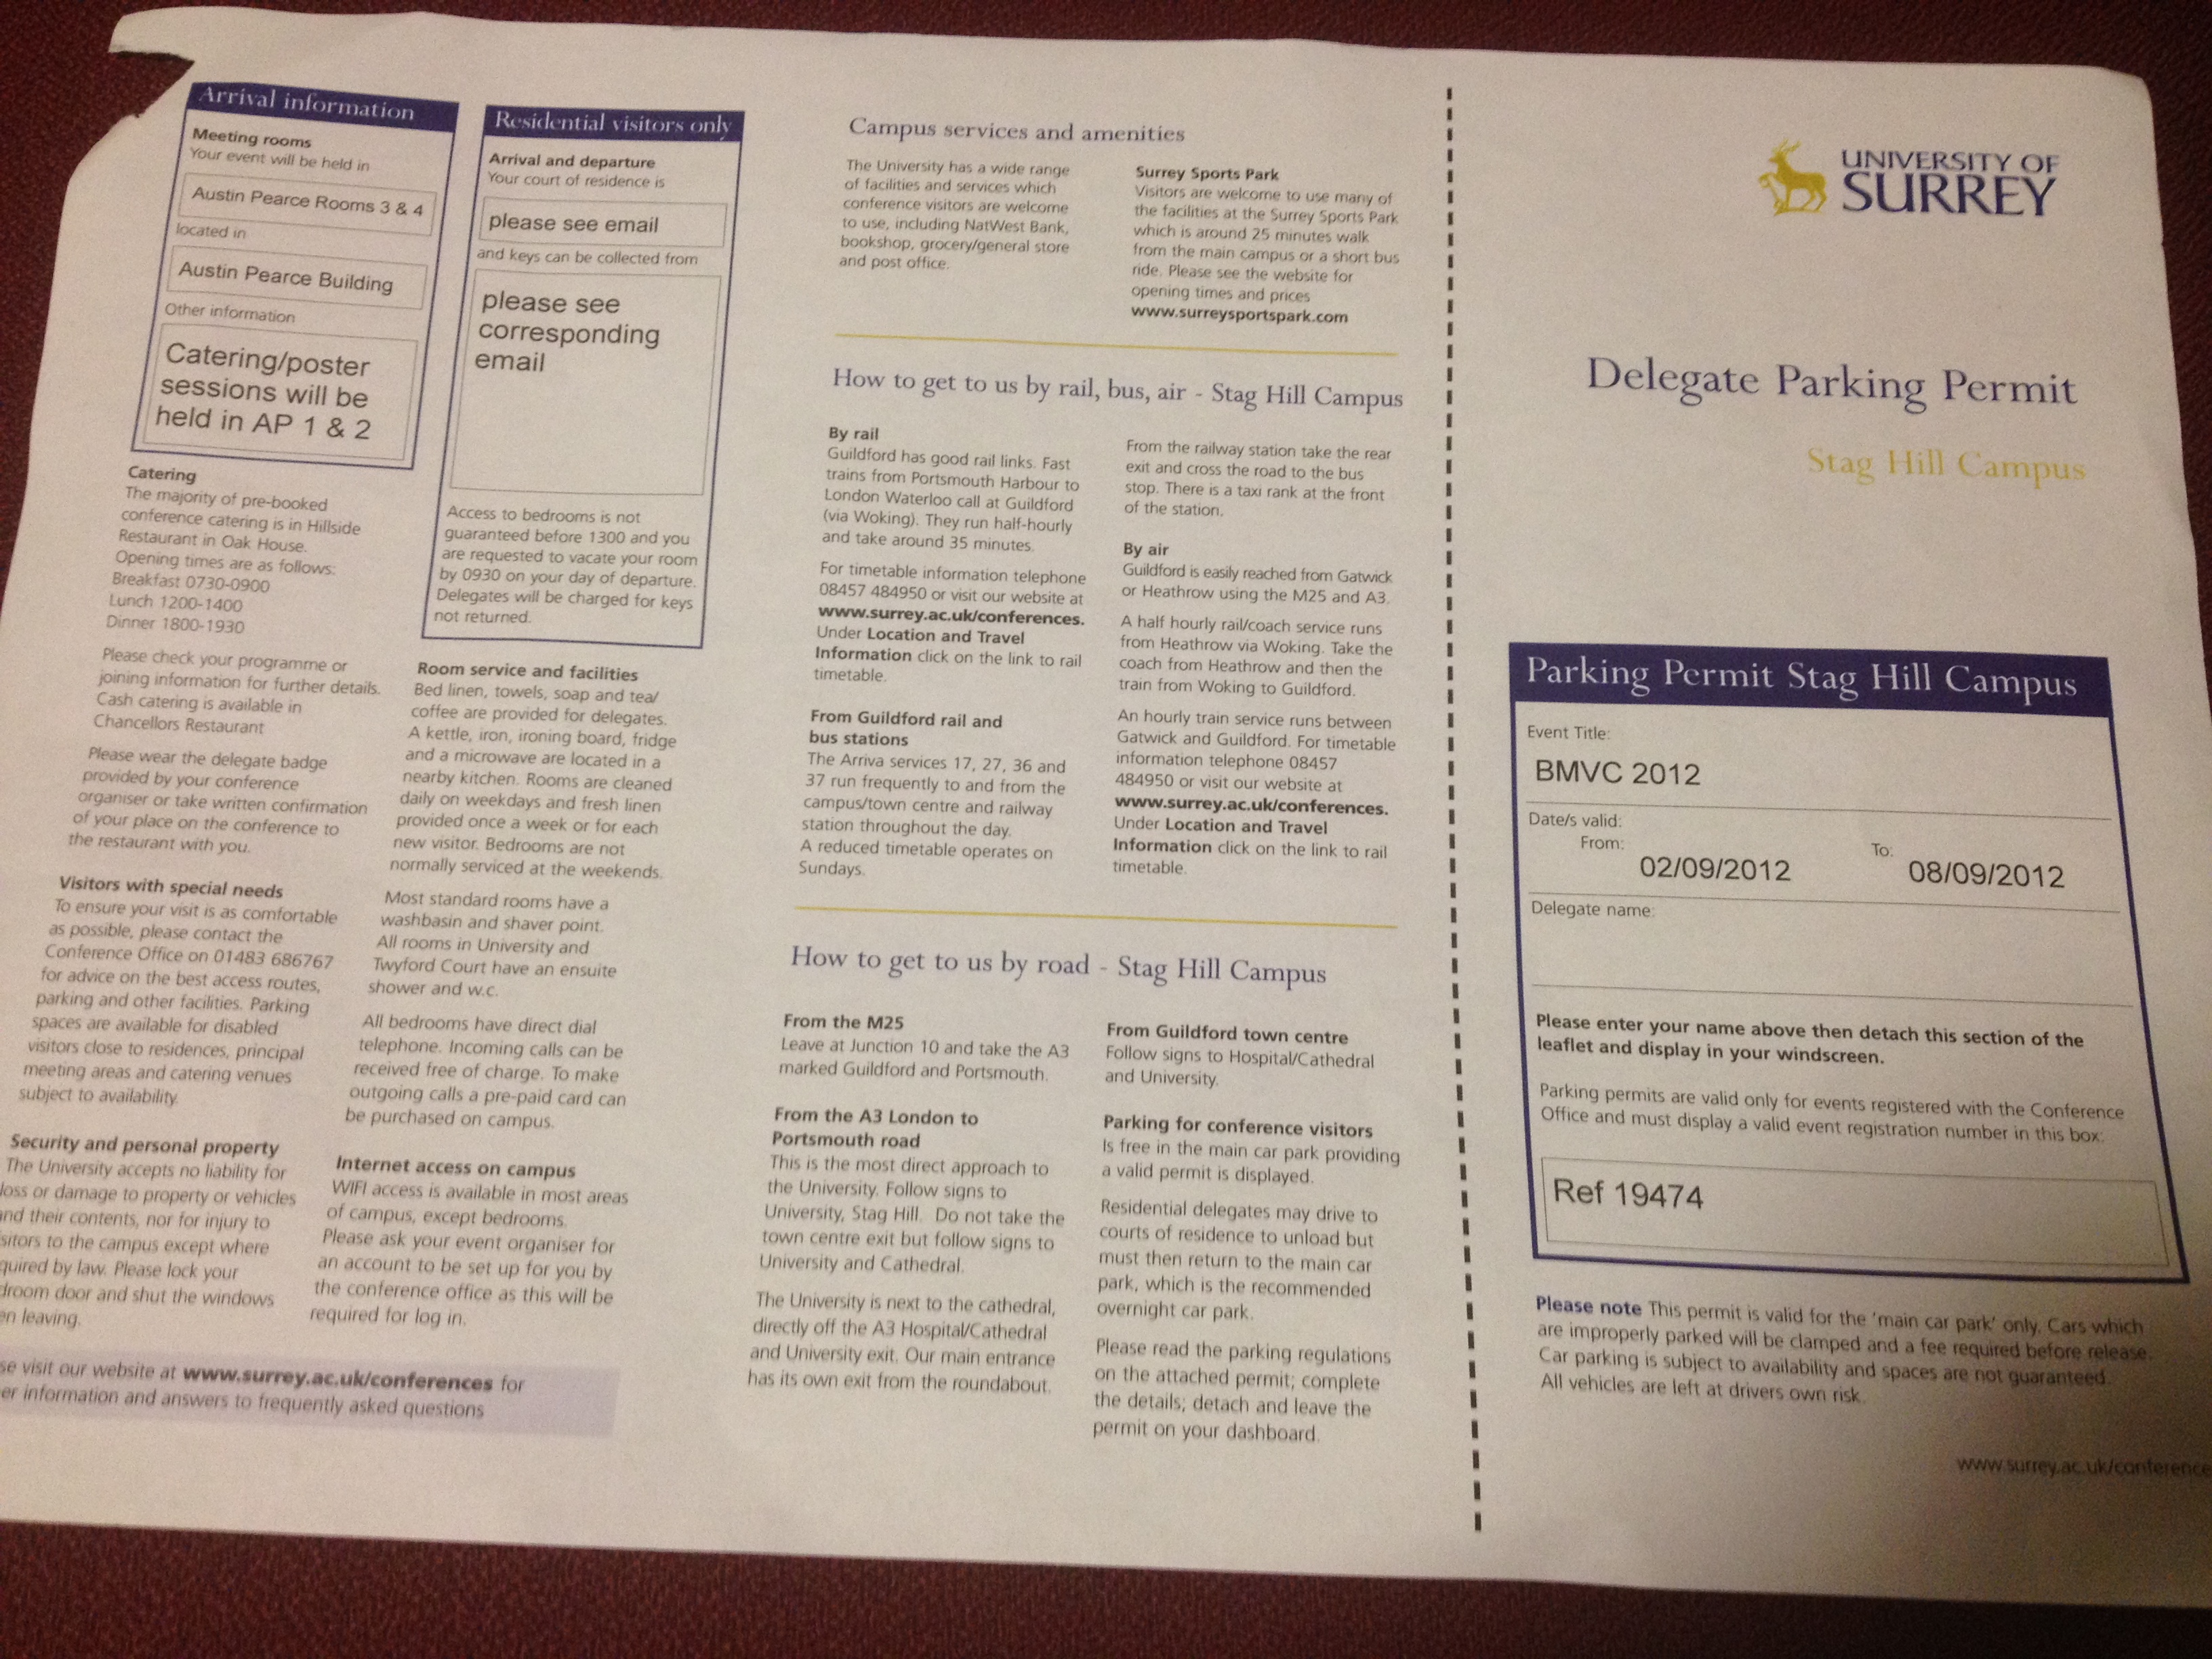 Arrival information
Meeting rooms
Your event will be held in
Austin Pearce Rooms 3 & 4
located in
Austin Pearce Building
Other information
Catering/poster
sessions will be
held in AP 1 & 2
Catering
The majority of pre-booked
conference catering is in Hillside
Restaurant in Oak House.
Opening times are as follows:
Breakfast 0730-0900
Lunch 1200-1400
Dinner 1800-1930
Please check your programme or
joining information for further details.
Cash catering is available in
Chancellors Restaurant
Please wear the delegate badge
provided by your conference
organiser or take written confirmation
of your place on the conference to
the restaurant with you.
Visitors with special needs
To ensure your visit is as comfortable
as possible, please contact the
Conference Office on 01483 686767
for advice on the best access routes,
parking and other facilities. Parking
spaces are available for disabled
visitors close to residences, principal
meeting areas and catering venues
subject to availability.
Security and personal property
The University accepts no liability for
loss or damage to property or vehicles
and their contents, nor for injury to
visitors to the campus except where
required by law. Please lock your
droom door and shut the windows
en leaving.
Residential visitors only
Arrival and departure
Your court of residence is
please see email
and keys can be collected from
please see
corresponding
email
Access to bedrooms is not
guaranteed before 1300 and you
are requested to vacate your room
by 0930 on your day of departure.
Delegates will be charged for keys
not returned.
Room service and facilities
Bed linen, towels, soap and tea/
coffee are provided for delegates.
A kettle, iron, ironing board, fridge
and a microwave are located in a
nearby kitchen. Rooms are cleaned
daily on weekdays and fresh linen
provided once a week or for each
new visitor. Bedrooms are not
normally serviced at the weekends.
Most standard rooms have a
washbasin and shaver point.
All rooms in University and
Twyford Court have an ensuite
shower and w.c.
All bedrooms have direct dial
telephone. Incoming calls can be
received free of charge. To make
outgoing calls a pre-paid card can
be purchased on campus.
Internet access on campus
WIFI access is available in most areas
of campus, except bedrooms.
Please ask your event organiser for
an account to be set up for you by
the conference office as this will be
required for log in.
se visit our website at www.surrey.ac.uk/conferences for
er information and answers to frequently asked questions
Campus services and amenities
The University has a wide range
of facilities and services which
conference visitors are welcome
to use, including NatWest Bank,
bookshop, grocery/general store
and post office.
Surrey Sports Park
Visitors are welcome to use many of
the facilities at the Surrey Sports Park
which is around 25 minutes walk
from the main campus or a short bus
ride. Please see the website for
opening times and prices
www.surreysportspark.com
How to get to us by rail, bus, air - Stag Hill Campus
By rail
Guildford has good rail links. Fast
trains from Portsmouth Harbour to
London Waterloo call at Guildford
(via Woking). They run half-hourly
and take around 35 minutes.
For timetable information telephone
08457 484950 or visit our website at
www.surrey.ac.uk/conferences.
Under Location and Travel
Information click on the link to rail
timetable.
From Guildford rail and
bus stations
The Arriva services 17, 27, 36 and
37 run frequently to and from the
campus/town centre and railway
station throughout the day.
A reduced timetable operates on
Sundays.
From the railway station take the rear
exit and cross the road to the bus
stop. There is a taxi rank at the front
of the station.
By air
Guildford is easily reached from Gatwick
or Heathrow using the M25 and A3.
A half hourly rail/coach service runs
from Heathrow via Woking. Take the
coach from Heathrow and then the
train from Woking to Guildford.
An hourly train service runs between
Gatwick and Guildford. For timetable
information telephone 08457
484950 or visit our website at
www.surrey.ac.uk/conferences.
Under Location and Travel
Information click on the link to rail
timetable
How to get to us by road - Stag Hill Campus
From the M25
Leave at Junction 10 and take the A3
marked Guildford and Portsmouth.
From the A3 London to
Portsmouth road
This is the most direct approach to
the University. Follow signs to
University, Stag Hill. Do not take the
town centre exit but follow signs to
University and Cathedral.
The University is next to the cathedral,
directly off the A3 Hospital/Cathedral
and University exit. Our main entrance
has its own exit from the roundabout.
From Guildford town centre
Follow signs to Hospital/Cathedral
and University.
Parking for conference visitors
Is free in the main car park providing
a valid permit is displayed.
Residential delegates may drive to
courts of residence to unload but
must then return to the main car
park, which is the recommended
overnight car park.
Please read the parking regulations
on the attached permit; complete
the details; detach and leave the
permit on your dashboard.
UNIVERSITY OF
SURREY
Delegate Parking Permit
Stag Hill Campus
Parking Permit Stag Hill Campus
Event Title:
BMVC 2012
Date/s valid:
From: 02/09/2012 To: 08/09/2012
Delegate name:
Please enter your name above then detach this section of the
leaflet and display in your windscreen.
Parking permits are valid only for events registered with the Conference
Office and must display a valid event registration number in this box:
Ref 19474
Please note This permit is valid for the 'main car park' only. Cars which
are improperly parked will be clamped and a fee required before release.
Car parking is subject to availability and spaces are not guaranteed.
All vehicles are left at drivers own risk.
www.surrey.ac.uk/conference